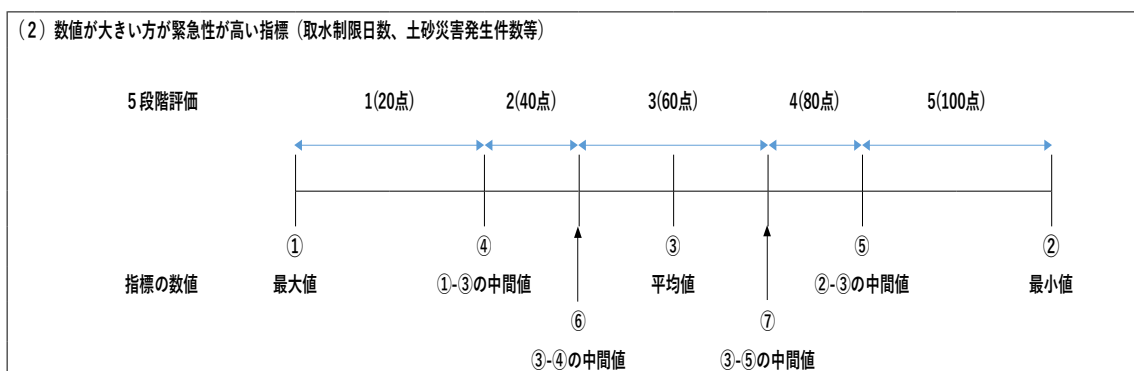 （２）数値が大きい方が緊急性が高い指標（取水制限日数、土砂災害発生件数等）
５段階評価 1(20点) 2(40点) 3(60点) 4(80点) 5(100点)
① ④ ③ ⑤ ②
指標の数値 最大値 ①-③の中間値 平均値 ②-③の中間値 最小値
⑥ ⑦
③-④の中間値 ③-⑤の中間値